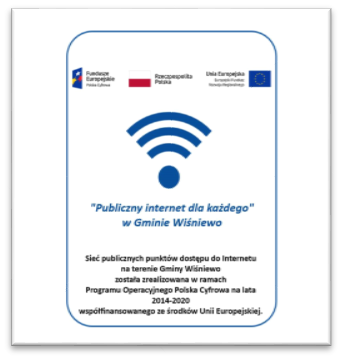 Fundusze
Europejskie
Polska Cyfrowa
Rzeczpospolita
Polska
Unia Europejska
Europejski Fundusz
Rozwoju Regionalnego
"Publiczny internet dla każdego"
w Gminie Wiśniewo
Sieć publicznych punktów dostępu do Internetu
na terenie Gminy Wiśniewo
została zrealizowana w ramach
Programu Operacyjnego Polska Cyfrowa na lata
2014-2020
współfinansowanego ze środków Unii Europejskiej.